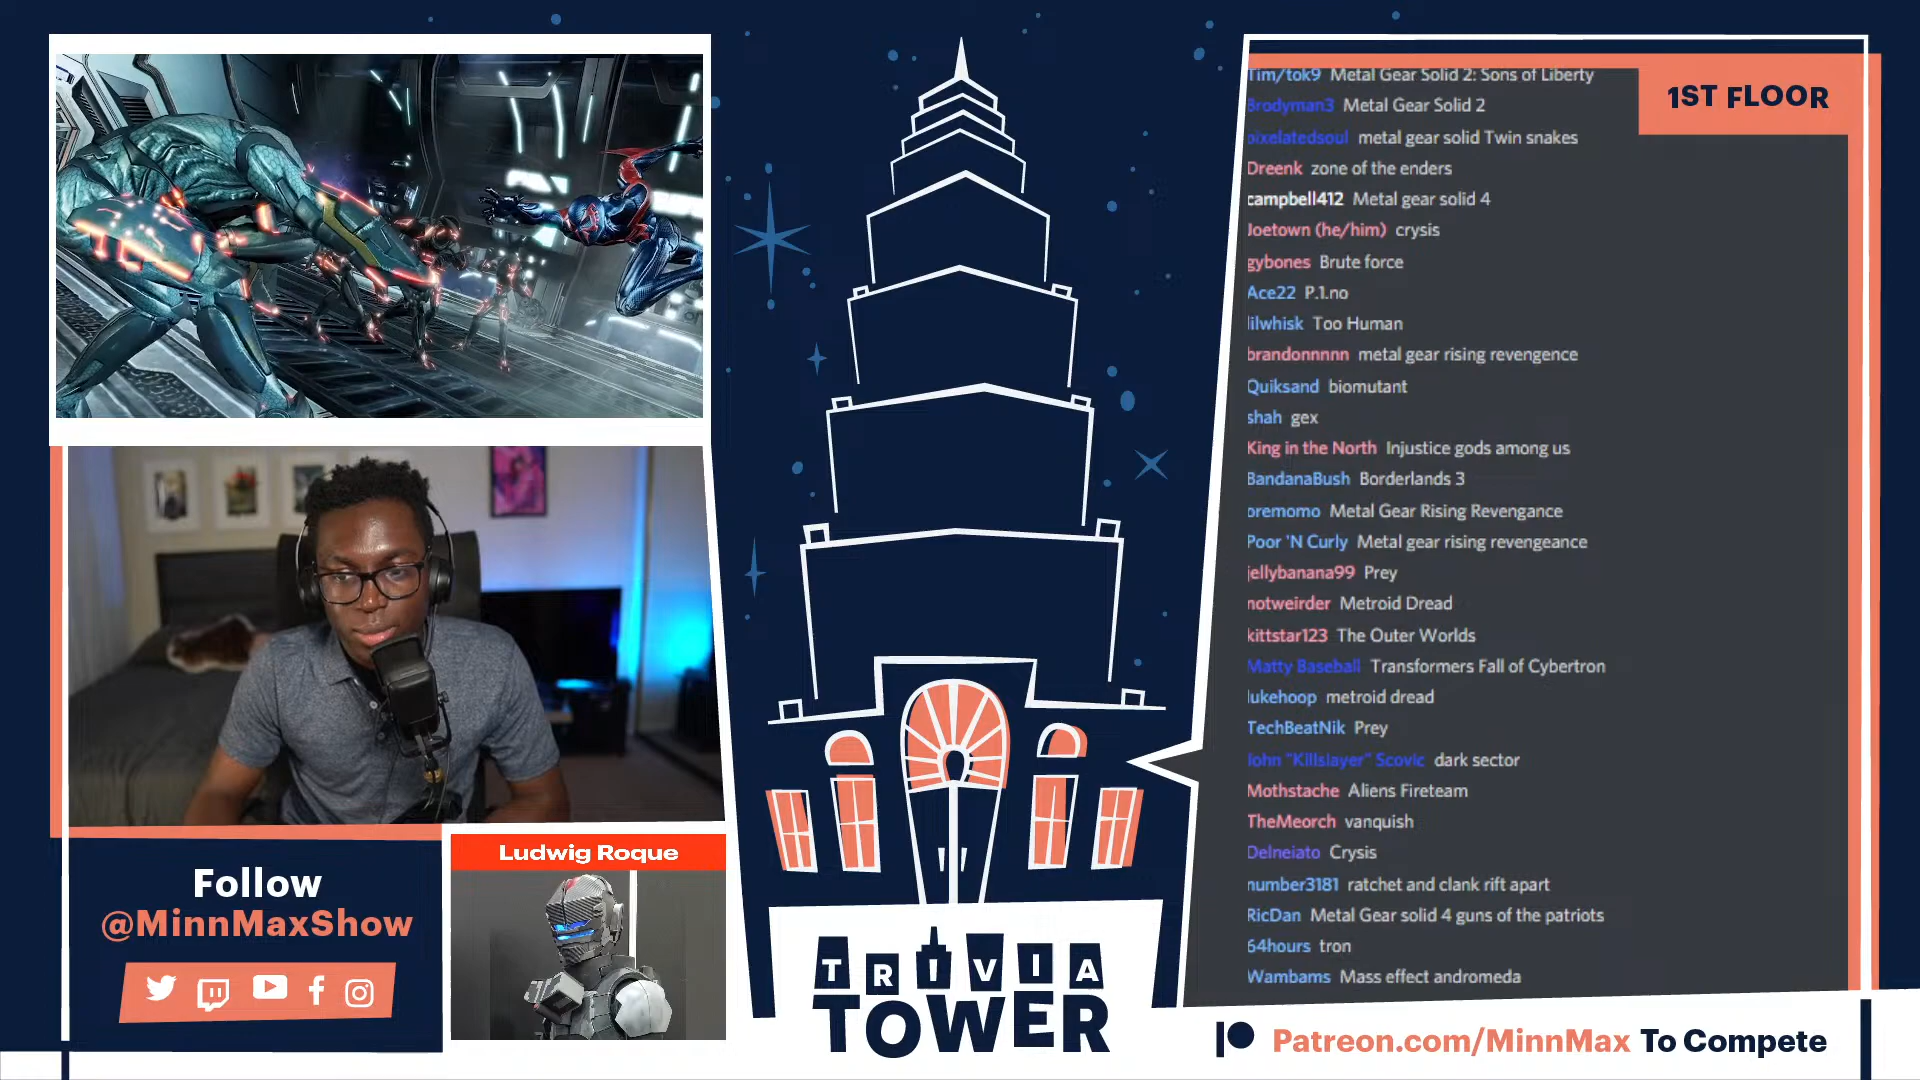 Tim/tok9 Metal Gear Solid 2: Sons of Liberty
Brodyman3 Metal Gear Solid 2
pixelatedsoul metal gear solid Twin snakes
Dreenk zone of the enders
campbell412 Metal gear solid 4
Joetown (he/him) crysis
gybones Brute force
Ace22 P.1.no
lilwhisk Too Human
brandonnnnn metal gear rising revengence
Quiksand biomutant
shah gex
King in the North Injustice gods among us
BandanaBush Borderlands 3
oremomo Metal Gear Rising Revengance
Poor 'N Curly Metal gear rising revengeance
jellybanana99 Prey
notweirder Metroid Dread
kittstar123 The Outer Worlds
Matty Baseball Transformers Fall of Cybertron
lukehoop metroid dread
TechBeatNik Prey
John "Killslayer" Scovic dark sector
Mothstache Aliens Fireteam
TheMeorch vanquish
Delneiato Crysis
number3181 ratchet and clank rift apart
RicDan Metal Gear solid 4 guns of the patriots
64hours tron
Wambams Mass effect andromeda
1ST FLOOR
Ludwig Roque
Follow
@MinnMaxShow
TRIVIA
TOWER
Patreon.com/MinnMax To Compete